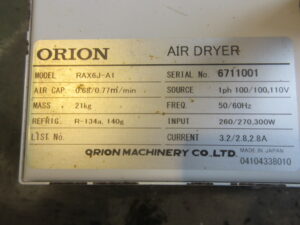 ORION AIR DRYER
MODEL RAX6J-A1 SERIAL No. 6711001
AIR CAP. 0.68/0.77㎥/min SOURCE 1ph 100/100,110V
MASS 21kg FREQ. 50/60Hz
REFRIG. R-134a, 140g INPUT 260/270,300W
LIST No. CURRENT 3.2/2.8,2.8A
ORION MACHINERY CO., LTD. MADE IN JAPAN
04104338010